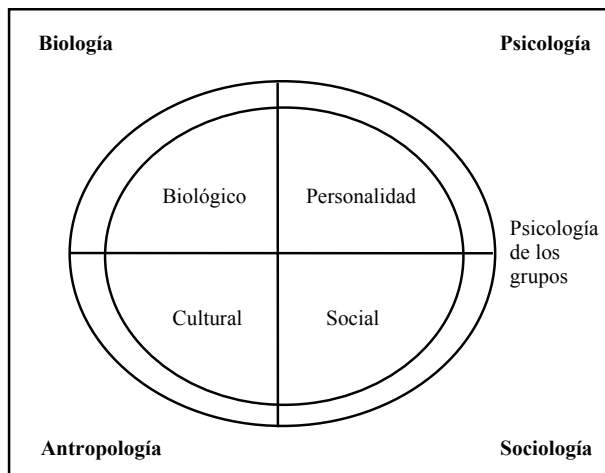 Biología
Psicología
Biológico
Personalidad
Psicología
de los
grupos
Cultural
Social
Antropología
Sociología